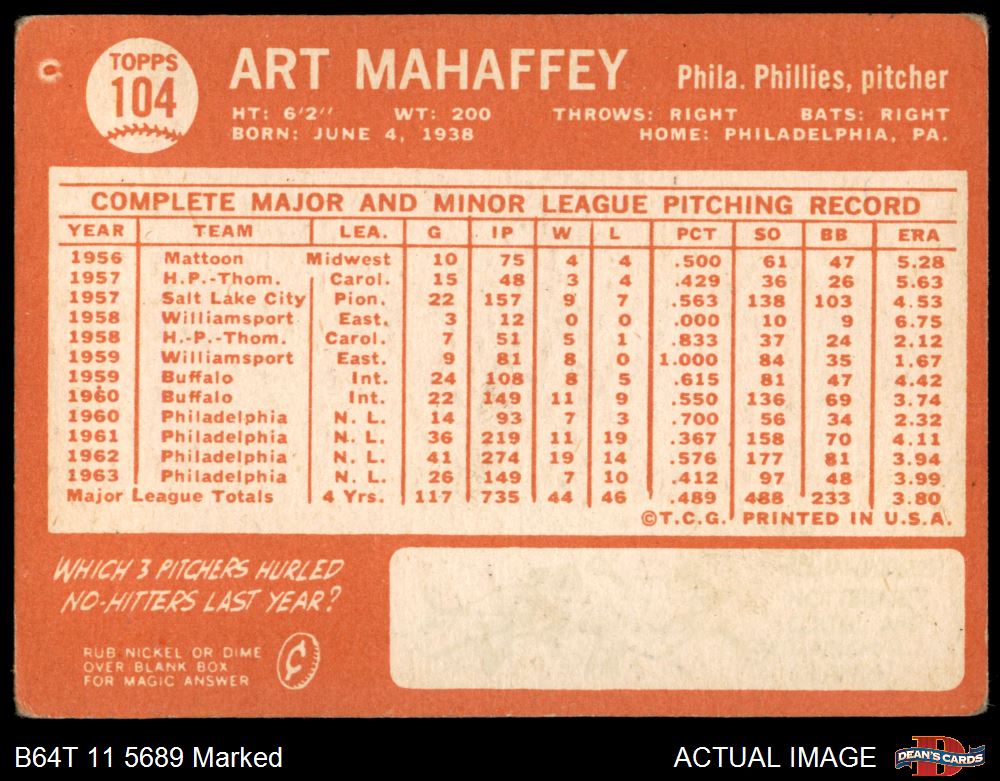 TOPPS
104
ART MAHAFFEY Phila. Phillies, pitcher
HT: 6'2'' WT: 200 THROWS: RIGHT BATS: RIGHT
BORN: JUNE 4, 1938 HOME: PHILADELPHIA, PA.
COMPLETE MAJOR AND MINOR LEAGUE PITCHING RECORD
YEAR TEAM LEA. G IP W L PCT SO BB ERA
1956 Mattoon Midwest 10 75 4 4 .500 61 47 5.28
1957 H.P.-Thom. Carol. 15 48 3 4 .429 36 26 5.63
1957 Salt Lake City Pion. 22 157 9 7 .563 138 103 4.53
1958 Williamsport East. 3 12 0 0 .000 10 9 6.75
1958 H.-P.-Thom. Carol. 7 51 5 1 .833 37 24 2.12
1959 Williamsport East. 9 81 8 0 1.000 84 35 1.67
1959 Buffalo Int. 24 108 8 5 .615 81 47 4.42
1960 Buffalo Int. 22 149 11 9 .550 136 69 3.74
1960 Philadelphia N. L. 14 93 7 3 .700 56 34 2.32
1961 Philadelphia N. L. 36 219 11 19 .367 158 70 4.11
1962 Philadelphia N. L. 41 274 19 14 .576 177 81 3.94
1963 Philadelphia N. L. 26 149 7 10 .412 97 48 3.99
Major League Totals 4 Yrs. 117 735 44 46 .489 488 233 3.80
©T.C.G. PRINTED IN U.S.A.
WHICH 3 PITCHERS HURLED
NO-HITTERS LAST YEAR?
RUB NICKEL OR DIME
OVER BLANK BOX
FOR MAGIC ANSWER
¢
B64T 11 5689 Marked ACTUAL IMAGE
D
DEAN'S CARDS